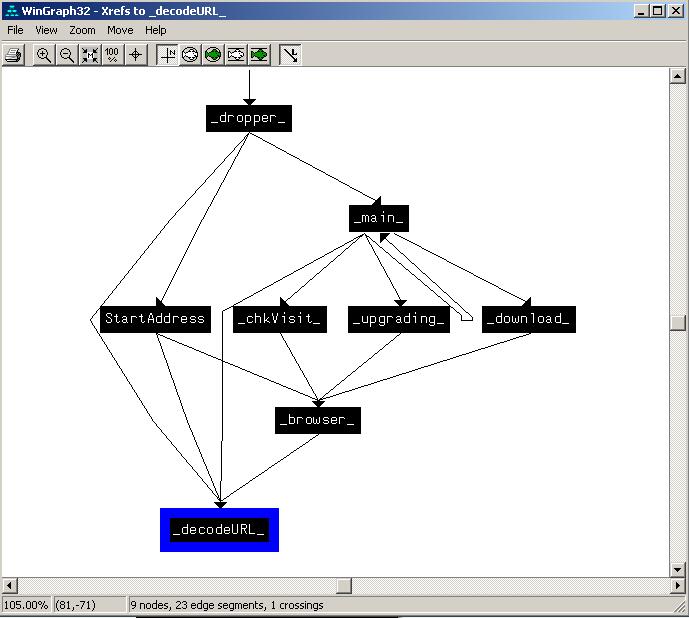 WinGraph32 - Xrefs to _decodeURL_
File View Zoom Move Help
100 %
N
_dropper_
_main_
StartAddress _chkVisit_ _upgrading_ _download_
_browser_
_decodeURL_
105.00% (81,-71) 9 nodes, 23 edge segments, 1 crossings